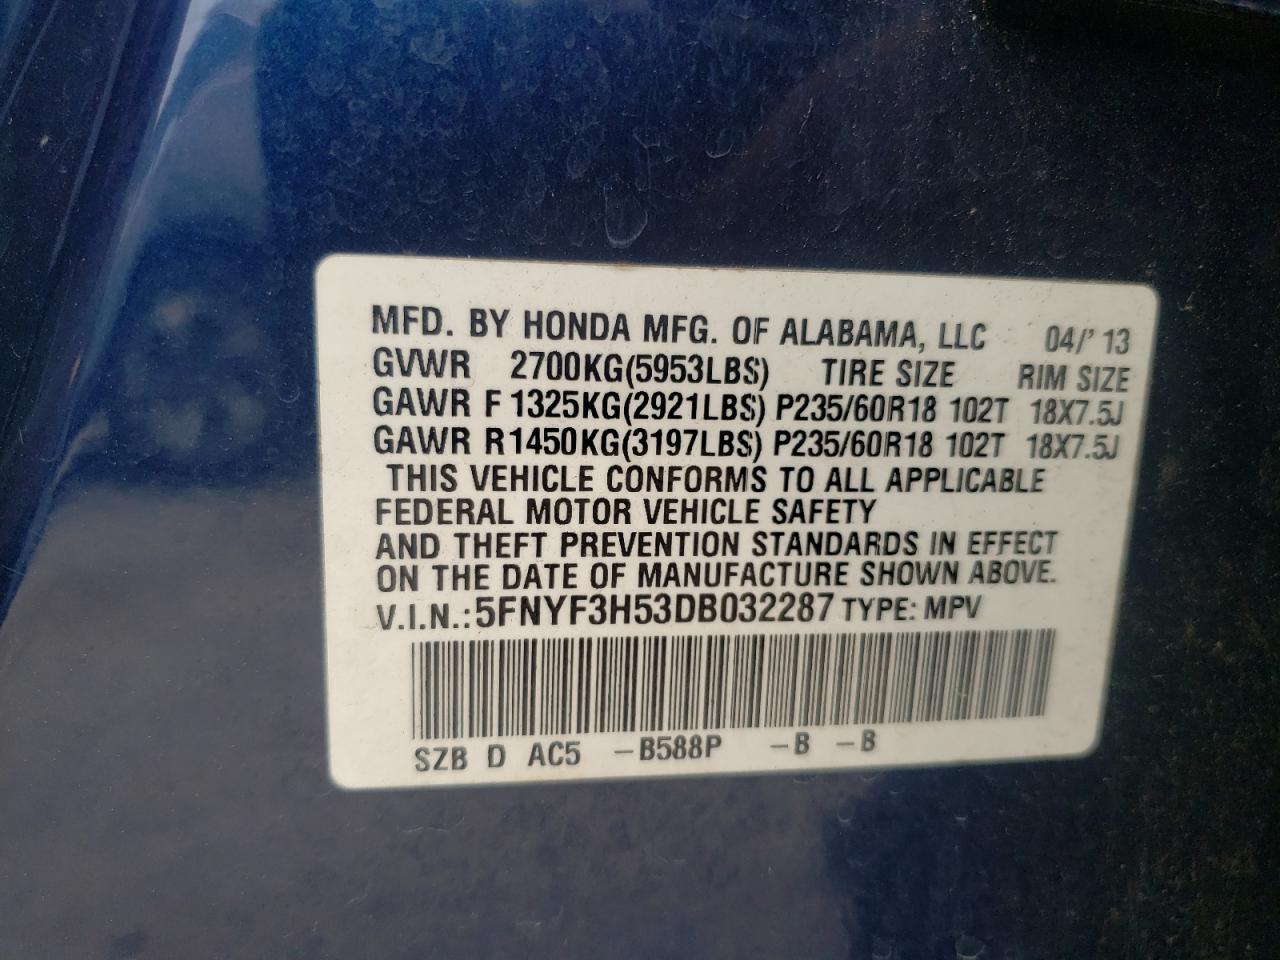 MFD. BY HONDA MFG. OF ALABAMA, LLC 04/' 13
GVWR 2700KG(5953LBS) TIRE SIZE RIM SIZE
GAWR F 1325KG(2921LBS) P235/60R18 102T 18X7.5J
GAWR R1450KG(3197LBS) P235/60R18 102T 18X7.5J
THIS VEHICLE CONFORMS TO ALL APPLICABLE
FEDERAL MOTOR VEHICLE SAFETY
AND THEFT PREVENTION STANDARDS IN EFFECT
ON THE DATE OF MANUFACTURE SHOWN ABOVE.
V.I.N.: 5FNYF3H53DB032287 TYPE: MPV
SZB D AC5 -B588P -B -B